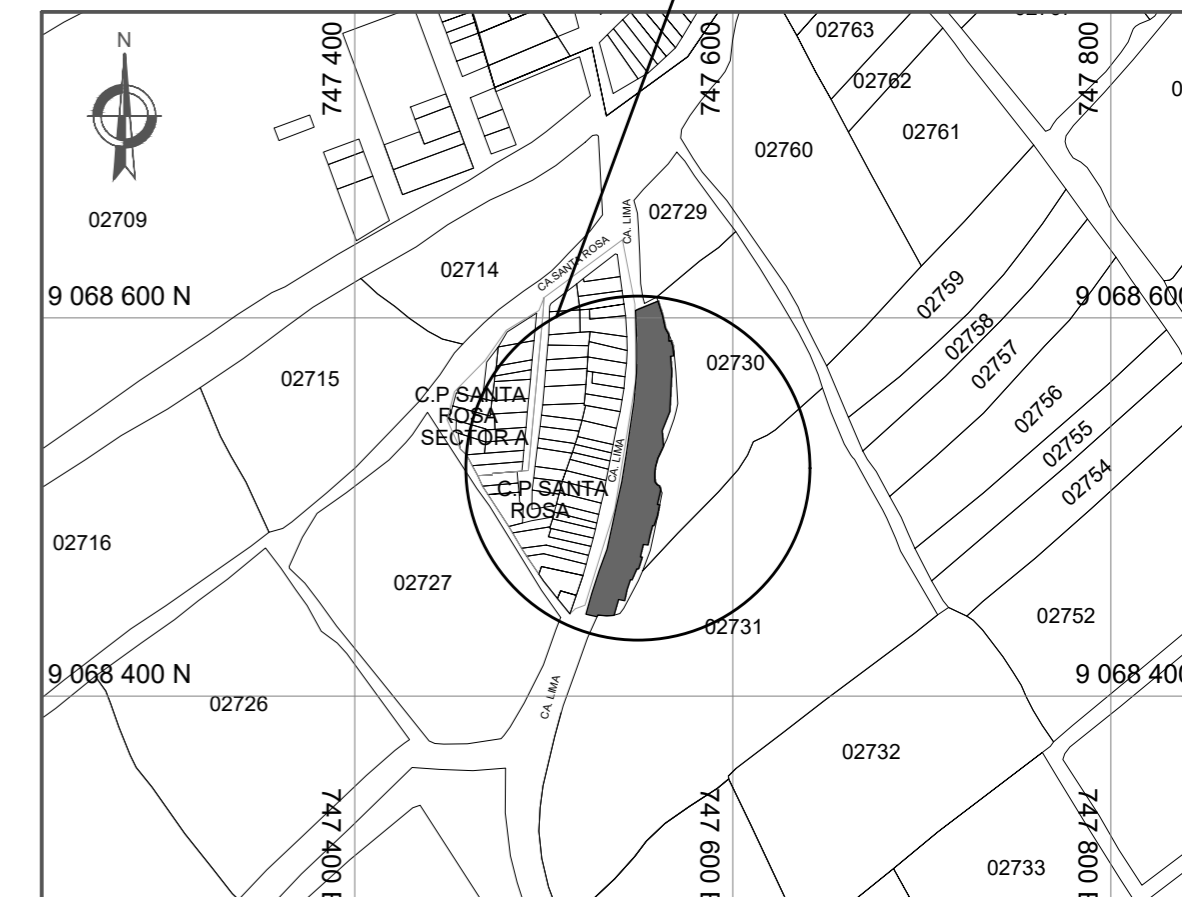 N
747 400
747 600
747 800
02763
02762
02761
02760
02709
02729
CA. LIMA
CA.SANTA ROSA
02714
02759
9 068 600 N
9 068 600
02758
02757
02730
02715
C.P SANTA
ROSA
SECTOR A
02756
02755
CA. LIMA
02754
C.P SANTA
ROSA
02716
02727
02752
02731
9 068 400 N
9 068 400
02726
CA. LIMA
02732
747 400 E
747 600 E
747 800 E
02733